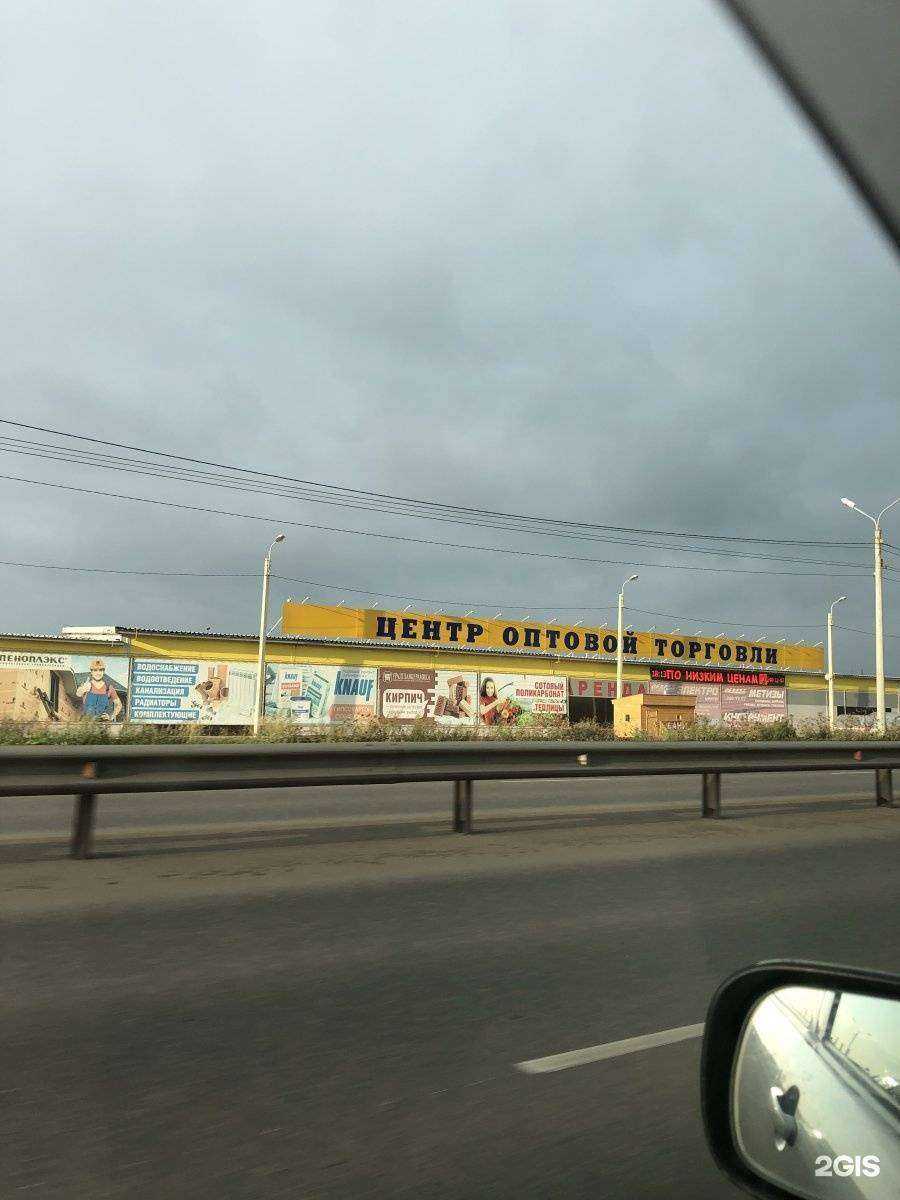 ЦЕНТР ОПТОВОЙ ТОРГОВЛИ
ПЕНОПЛЭКС
ВОДОСНАБЖЕНИЕ
ВОДООТВЕДЕНИЕ
КАНАЛИЗАЦИЯ
РАДИАТОРЫ
КОМПЛЕКТУЮЩИЕ
KNAUF
КИРПИЧ
СОТОВЫЙ
ПОЛИКАРБОНАТ
ТЕПЛИЦЫ
РЕНДА
ПО НИЗКИМ ЦЕНАМ
МЕТИЗЫ
2GIS